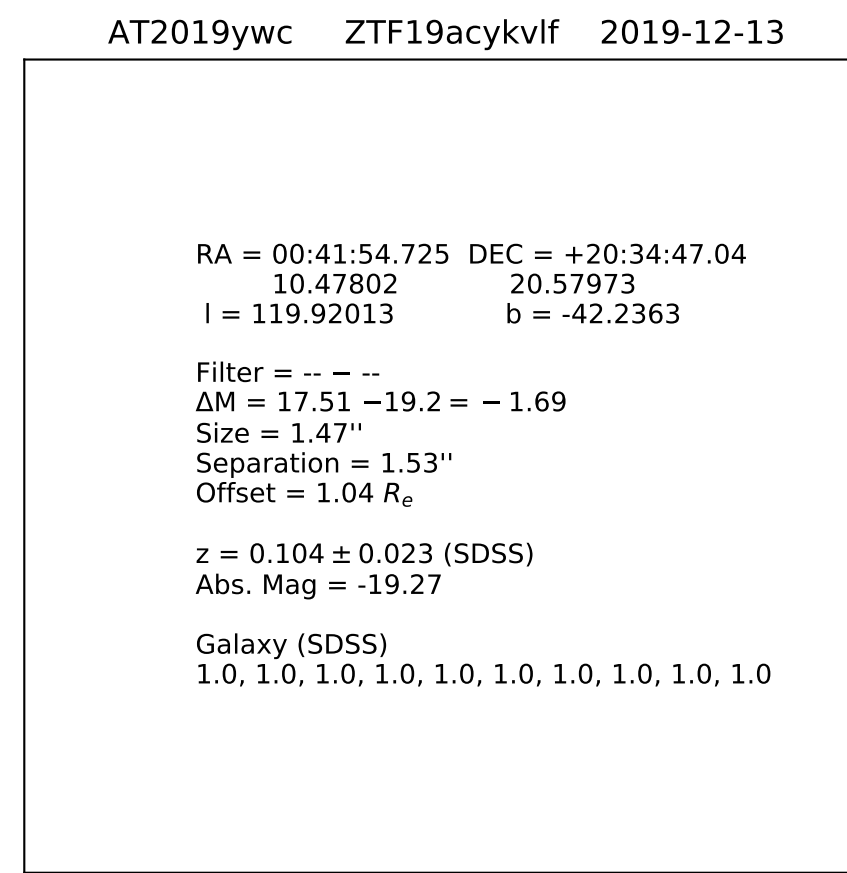 AT2019ywc ZTF19acykvlf 2019-12-13
RA = 00:41:54.725 DEC = +20:34:47.04
10.47802 20.57973
l = 119.92013 b = -42.2363
Filter = -- − --
ΔM = 17.51 −19.2 = − 1.69
Size = 1.47''
Separation = 1.53''
Offset = 1.04 Rₑ
z = 0.104 ± 0.023 (SDSS)
Abs. Mag = -19.27
Galaxy (SDSS)
1.0, 1.0, 1.0, 1.0, 1.0, 1.0, 1.0, 1.0, 1.0, 1.0